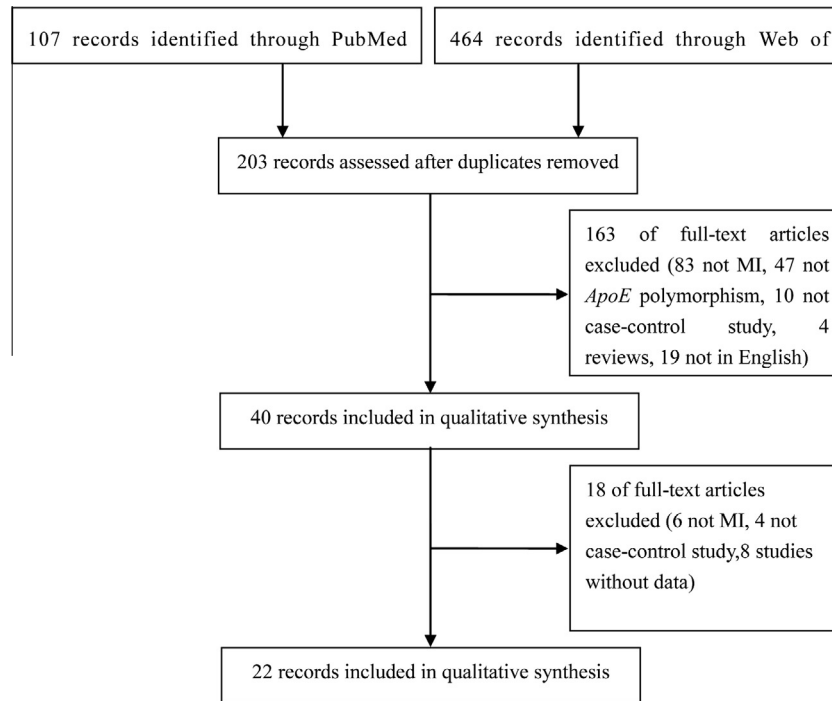 107 records identified through PubMed
464 records identified through Web of
203 records assessed after duplicates removed
163 of full-text articles
excluded (83 not MI, 47 not
ApoE polymorphism, 10 not
case-control study, 4
reviews, 19 not in English)
40 records included in qualitative synthesis
18 of full-text articles
excluded (6 not MI, 4 not
case-control study,8 studies
without data)
22 records included in qualitative synthesis